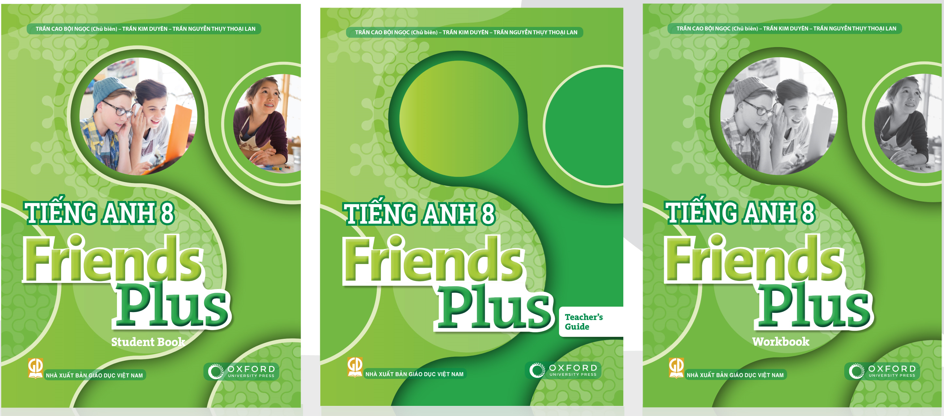 TRẦN CAO BỘI NGỌC (Chủ biên) – TRẦN KIM DUYÊN – TRẦN NGUYỄN THỤY THOẠI LAN
TIẾNG ANH 8
Friends
Plus
Student Book
GD
NHÀ XUẤT BẢN GIÁO DỤC VIỆT NAM
OXFORD
UNIVERSITY PRESS
TRẦN CAO BỘI NGỌC (Chủ biên) – TRẦN KIM DUYÊN – TRẦN NGUYỄN THỤY THOẠI LAN
TIẾNG ANH 8
Friends
Plus
Teacher's
Guide
GD
NHÀ XUẤT BẢN GIÁO DỤC VIỆT NAM
OXFORD
UNIVERSITY PRESS
TRẦN CAO BỘI NGỌC (Chủ biên) – TRẦN KIM DUYÊN – TRẦN NGUYỄN THỤY THOẠI LAN
TIẾNG ANH 8
Friends
Plus
Workbook
GD
NHÀ XUẤT BẢN GIÁO DỤC VIỆT NAM
OXFORD
UNIVERSITY PRESS